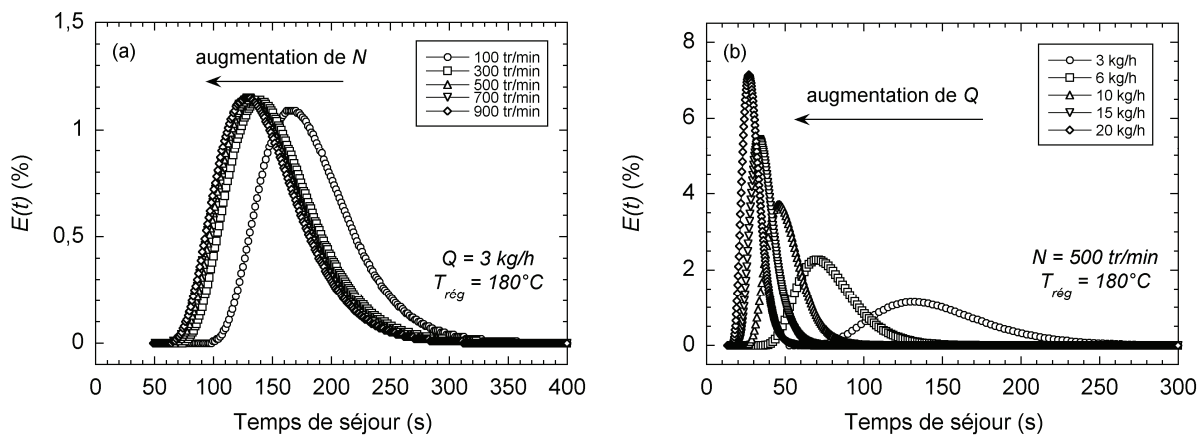 (a)
augmentation de N
100 tr/min
300 tr/min
500 tr/min
700 tr/min
900 tr/min
Q = 3 kg/h
Trég = 180°C
E(t) (%)
1,5
1
0,5
0
0 50 100 150 200 250 300 350 400
Temps de séjour (s)
(b)
augmentation de Q
3 kg/h
6 kg/h
10 kg/h
15 kg/h
20 kg/h
N = 500 tr/min
Trég = 180°C
E(t) (%)
8
6
4
2
0
0 50 100 150 200 250 300
Temps de séjour (s)